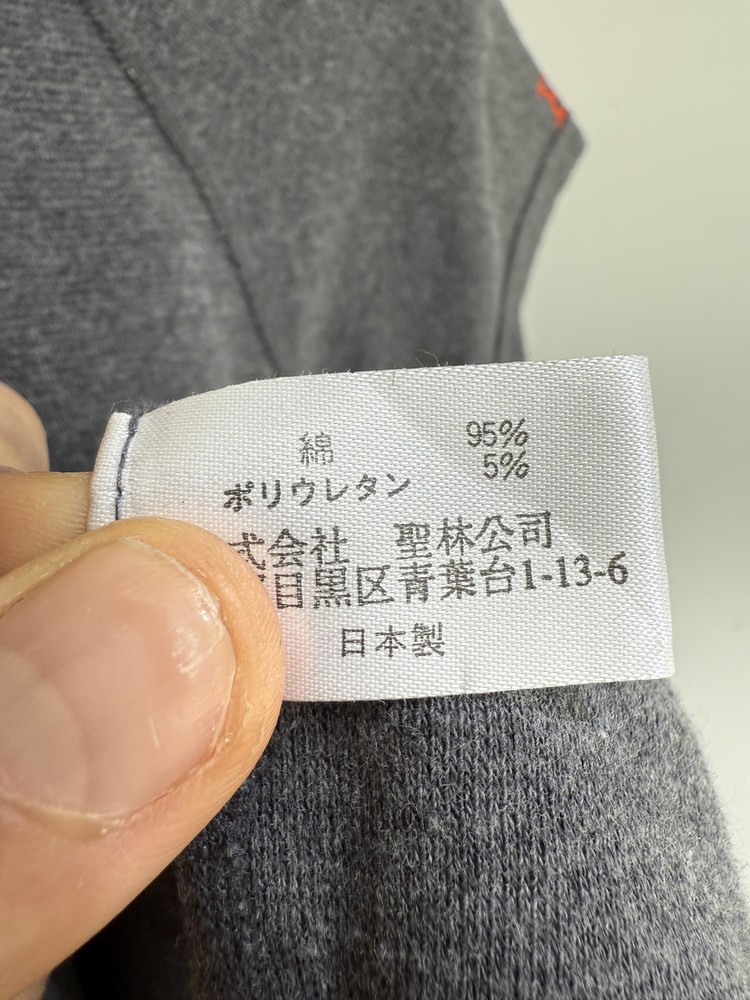 綿 95%
ポリウレタン 5%
式会社 聖林公司
目黒区青葉台1-13-6
日本製